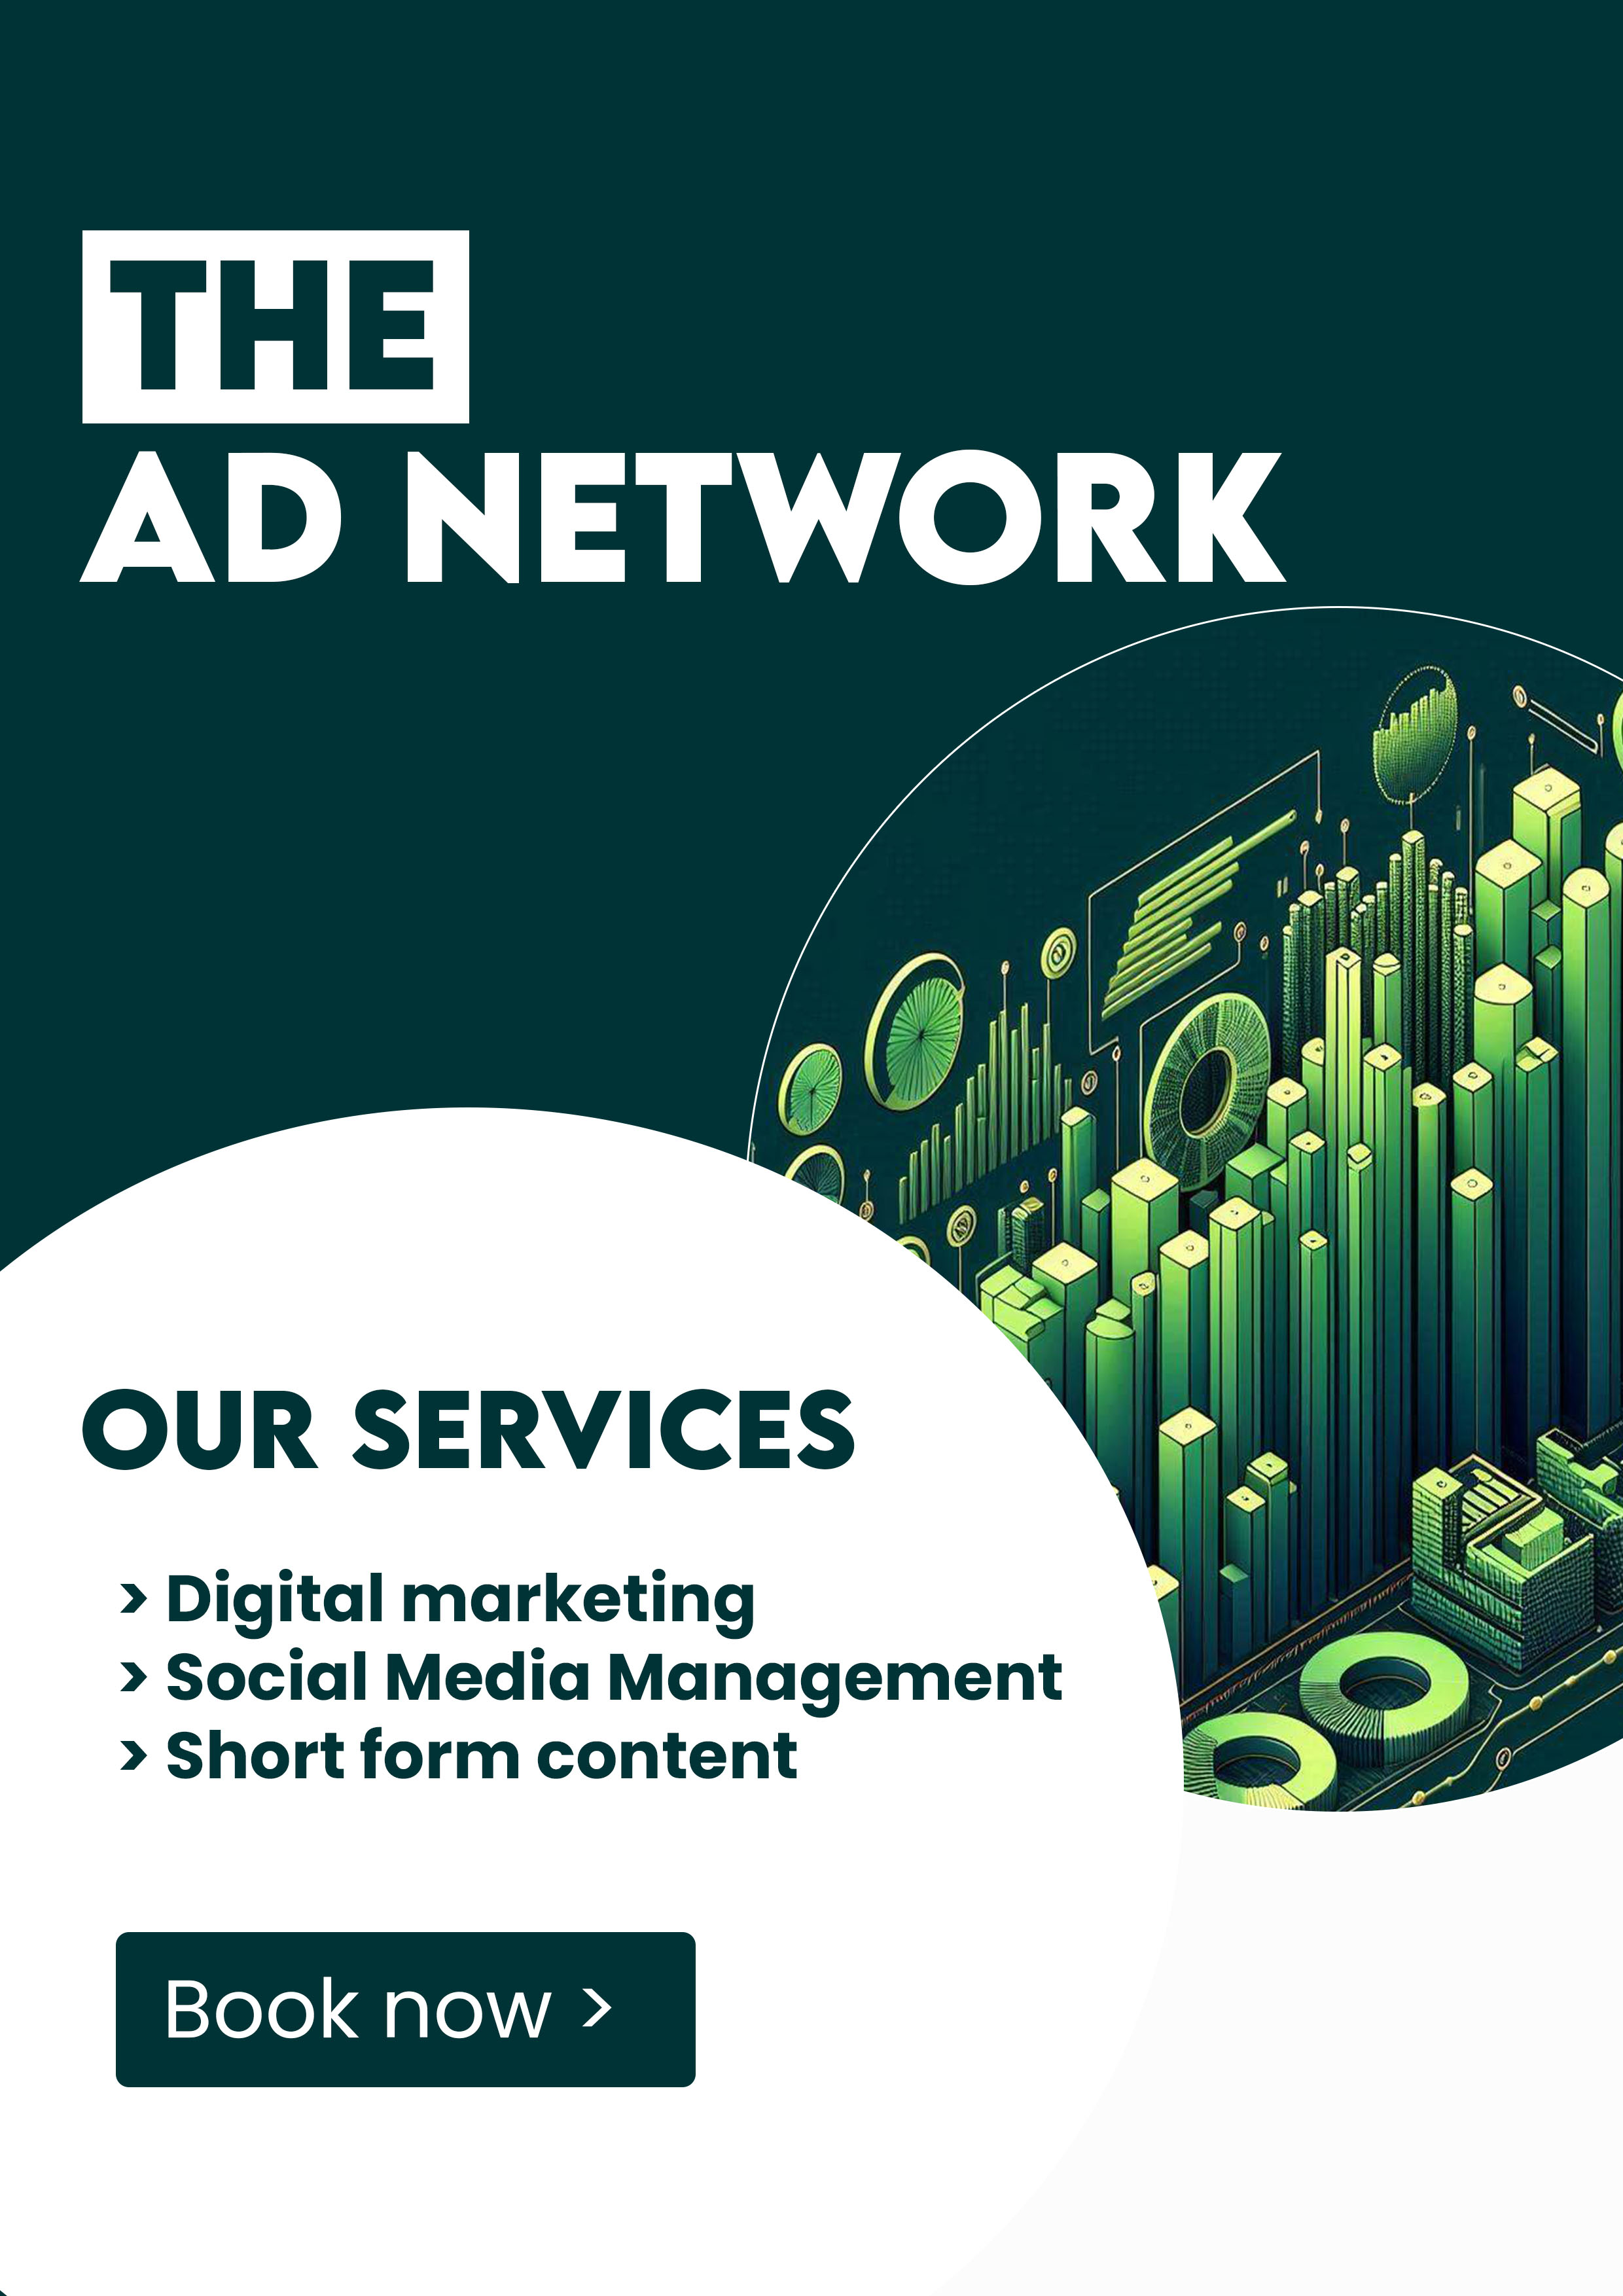 THE
AD NETWORK
OUR SERVICES
> Digital marketing
> Social Media Management
> Short form content
Book now >